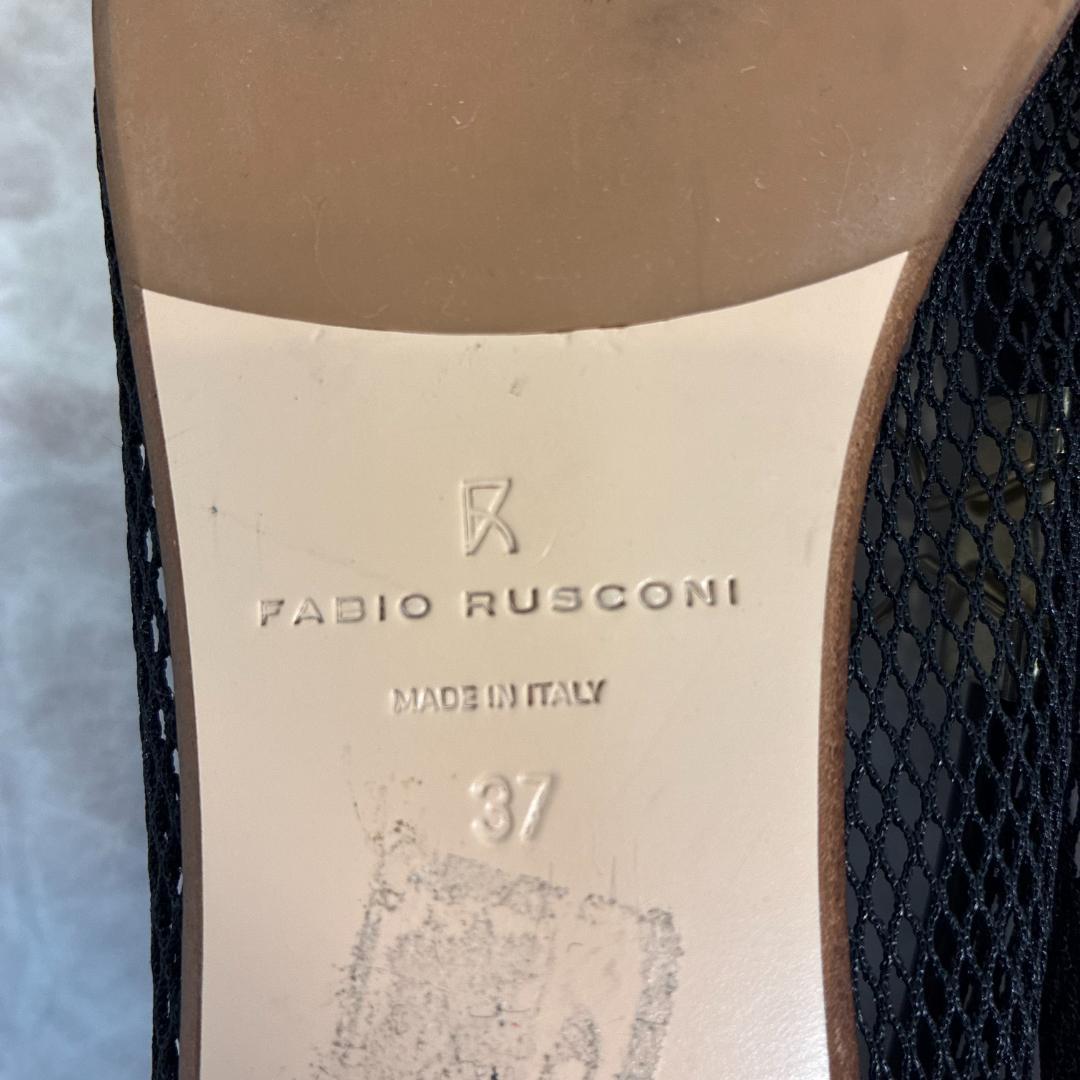 FABIO RUSCONI
MADE IN ITALY
37